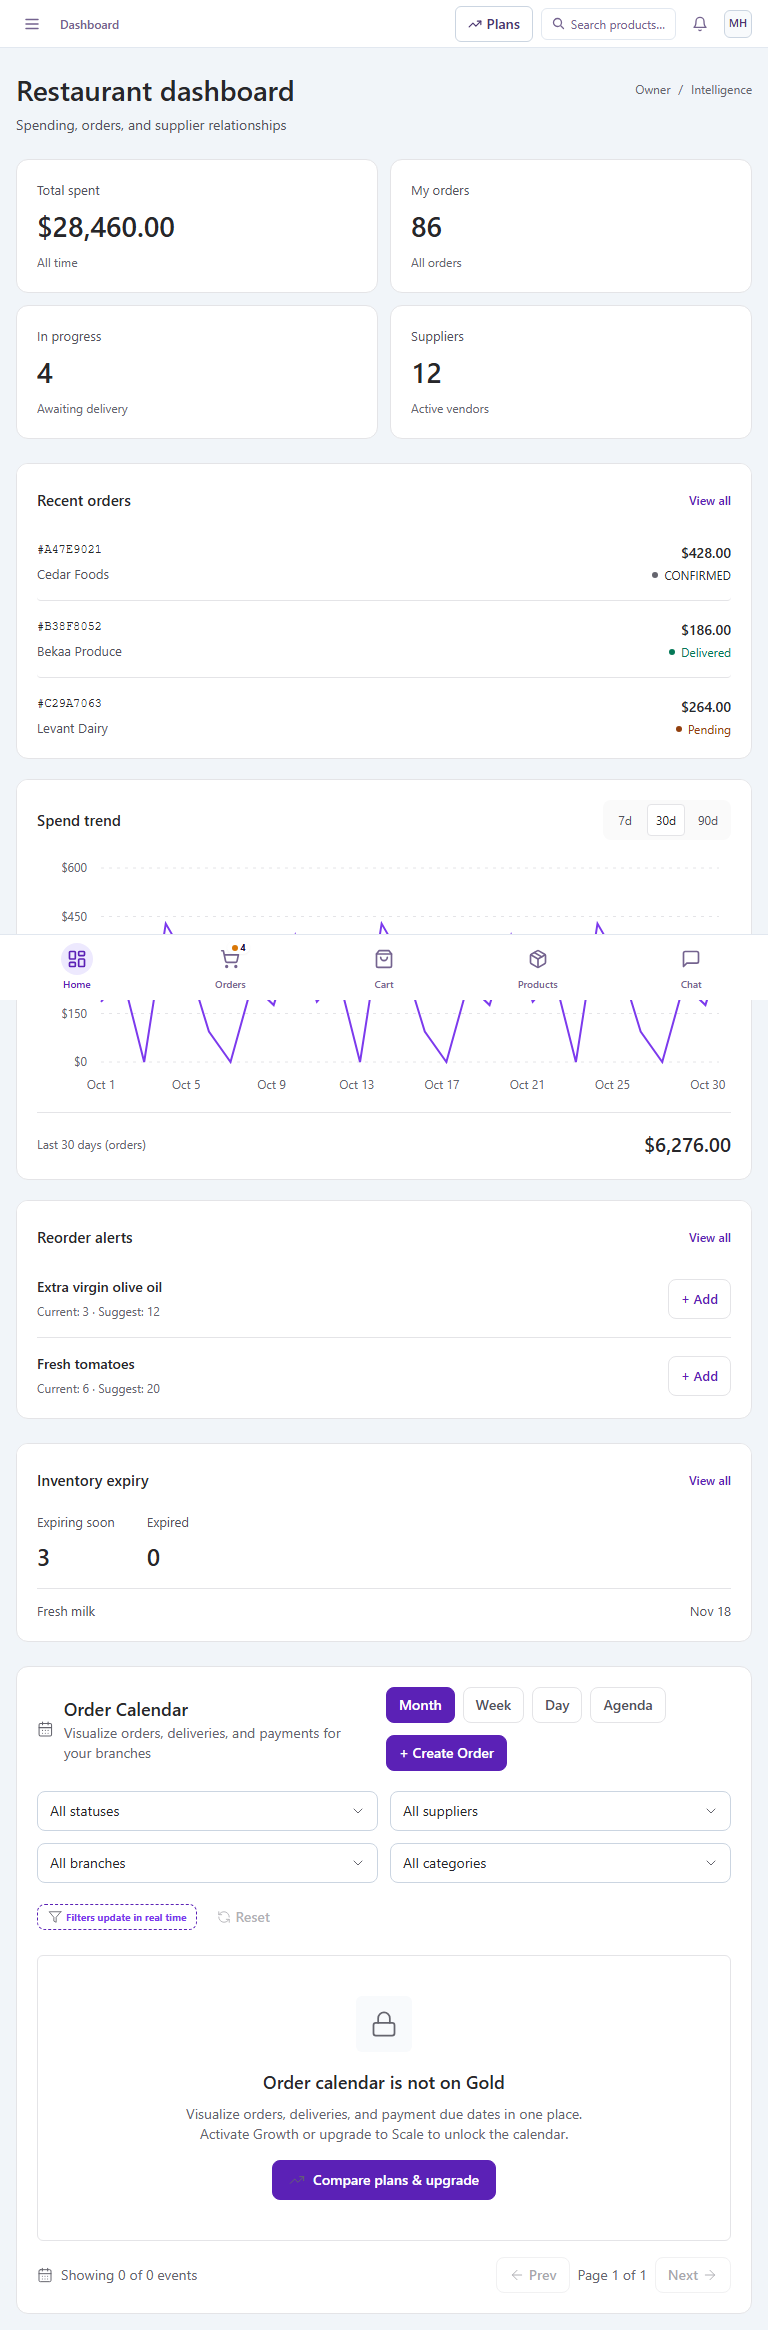 Dashboard
Plans
Search products...
MH
Restaurant dashboard
Owner / Intelligence
Spending, orders, and supplier relationships
Total spent
$28,460.00
All time
My orders
86
All orders
In progress
4
Awaiting delivery
Suppliers
12
Active vendors
Recent orders
View all
#A47E9021
$428.00
Cedar Foods
CONFIRMED
#B38F8052
$186.00
Bekaa Produce
Delivered
#C29A7063
$264.00
Levant Dairy
Pending
Spend trend
7d
30d
90d
$600
$450
4
Home
Orders
Cart
Products
Chat
$150
$0
Oct 1
Oct 5
Oct 9
Oct 13
Oct 17
Oct 21
Oct 25
Oct 30
Last 30 days (orders)
$6,276.00
Reorder alerts
View all
Extra virgin olive oil
Current: 3 · Suggest: 12
+ Add
Fresh tomatoes
Current: 6 · Suggest: 20
+ Add
Inventory expiry
View all
Expiring soon
Expired
3
0
Fresh milk
Nov 18
Order Calendar
Visualize orders, deliveries, and payments for
your branches
Month
Week
Day
Agenda
+ Create Order
All statuses
All suppliers
All branches
All categories
Filters update in real time
Reset
Order calendar is not on Gold
Visualize orders, deliveries, and payment due dates in one place.
Activate Growth or upgrade to Scale to unlock the calendar.
Compare plans & upgrade
Showing 0 of 0 events
Prev
Page 1 of 1
Next